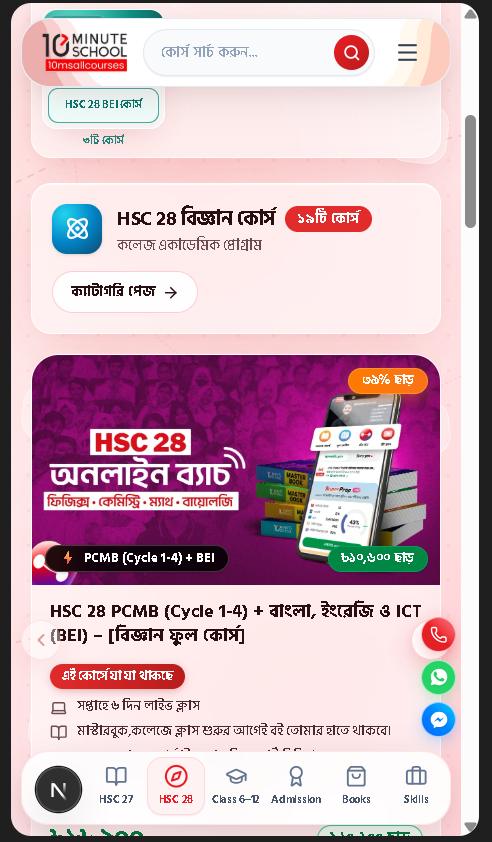 10 MINUTE
SCHOOL
10msallcourses
কোর্স সার্চ করুন...
HSC 28 BEI কোর্স
৩টি কোর্স
HSC 28 বিজ্ঞান কোর্স
১৯টি কোর্স
কলেজ একাডেমিক প্রোগ্রাম
ক্যাটাগরি পেজ →
৩৯% ছাড়
HSC 28
অনলাইন ব্যাচ
ফিজিক্স • কেমিস্ট্রি • ম্যাথ • বায়োলজি
MASTER BOOK
PCMB (Cycle 1-4) + BEI
৳১০,৬০০ ছাড়
HSC 28 PCMB (Cycle 1-4) + বাংলা, ইংরেজি ও ICT
(BEI) – [বিজ্ঞান ফুল কোর্স]
এই কোর্সে যা যা থাকছে
সপ্তাহে ৬ দিন লাইভ ক্লাস
মাস্টারবুক,কলেজে ক্লাস শুরুর আগেই বই তোমার হাতে থাকবে।
N
HSC 27
HSC 28
Class 6–12
Admission
Books
Skills